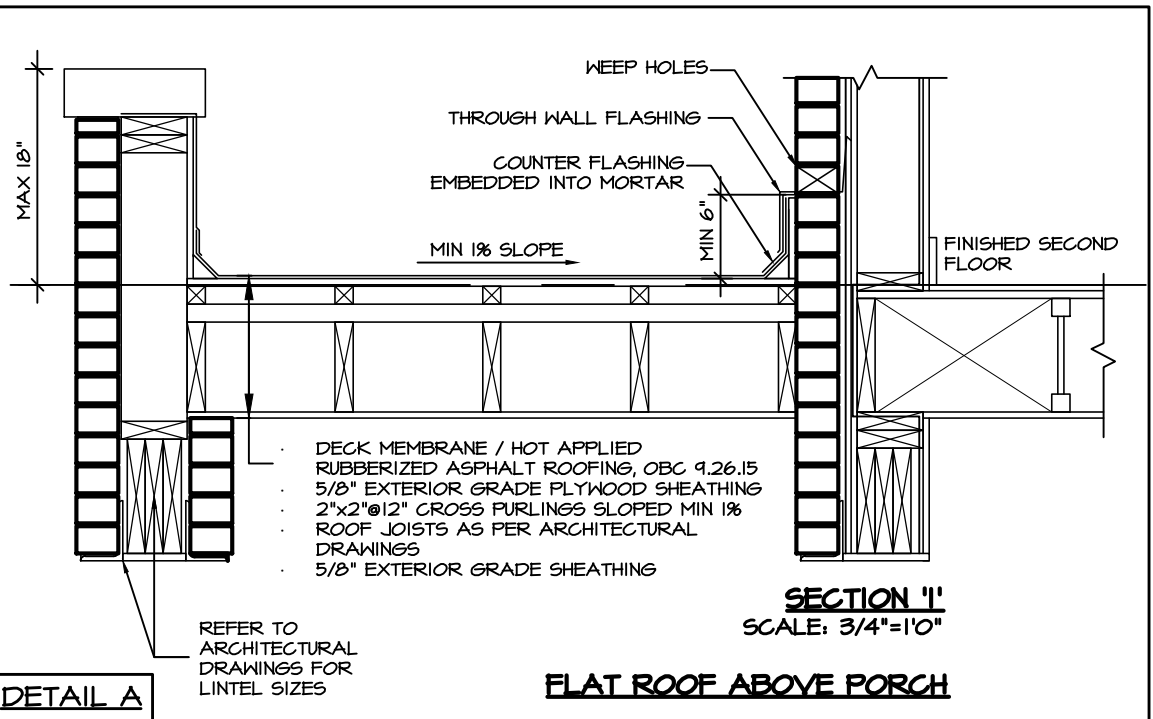 WEEP HOLES
THROUGH WALL FLASHING
COUNTER FLASHING
EMBEDDED INTO MORTAR
MAX 18"
MIN 6"
MIN 1% SLOPE
FINISHED SECOND
FLOOR
· DECK MEMBRANE / HOT APPLIED
RUBBERIZED ASPHALT ROOFING, OBC 9.26.15
· 5/8" EXTERIOR GRADE PLYWOOD SHEATHING
· 2"x2"@12" CROSS PURLINGS SLOPED MIN 1%
· ROOF JOISTS AS PER ARCHITECTURAL
DRAWINGS
· 5/8" EXTERIOR GRADE SHEATHING
REFER TO
ARCHITECTURAL
DRAWINGS FOR
LINTEL SIZES
SECTION '1'
SCALE: 3/4"=1'0"
DETAIL A
FLAT ROOF ABOVE PORCH